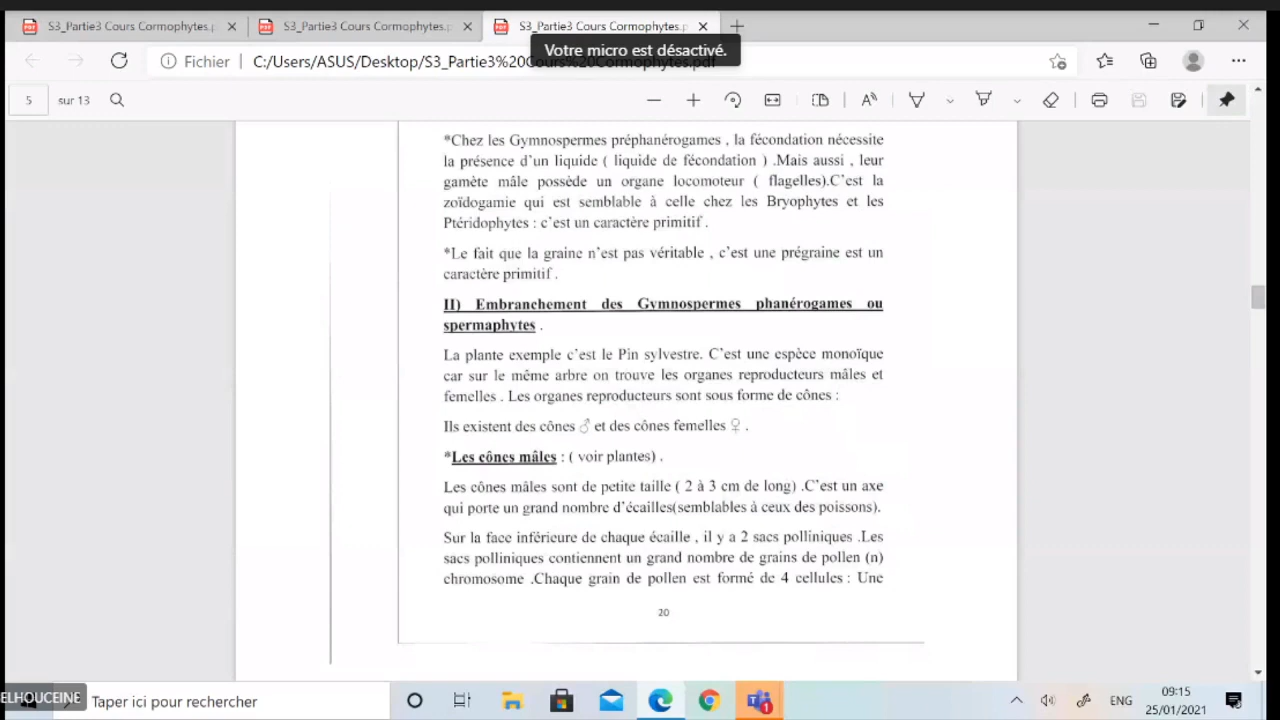 S3_Partie3 Cours Cormophytes.p
S3_Partie3 Cours Cormophytes.p
S3_Partie3 Cours Cormophytes.p
Votre micro est désactivé.
Fichier
C:/Users/ASUS/Desktop/S3_Partie3%20Cours%20Cormophytes.pdf
5 sur 13
*Chez les Gymnospermes préphanérogames , la fécondation nécessite
la présence d'un liquide ( liquide de fécondation ) .Mais aussi , leur
gamète mâle possède un organe locomoteur ( flagelles).C'est la
zoïdogamie qui est semblable à celle chez les Bryophytes et les
Ptéridophytes : c'est un caractère primitif .
*Le fait que la graine n'est pas véritable , c'est une prégraine est un
caractère primitif .
II) Embranchement des Gymnospermes phanérogames ou
spermaphytes .
La plante exemple c'est le Pin sylvestre. C'est une espèce monoïque
car sur le même arbre on trouve les organes reproducteurs mâles et
femelles . Les organes reproducteurs sont sous forme de cônes :
Ils existent des cônes ♂ et des cônes femelles ♀ .
*Les cônes mâles : ( voir plantes) .
Les cônes mâles sont de petite taille ( 2 à 3 cm de long) .C'est un axe
qui porte un grand nombre d'écailles(semblables à ceux des poissons).
Sur la face inférieure de chaque écaille , il y a 2 sacs polliniques .Les
sacs polliniques contiennent un grand nombre de grains de pollen (n)
chromosome .Chaque grain de pollen est formé de 4 cellules : Une
20
ELHOUCEINE
Taper ici pour rechercher
ENG
09:15
25/01/2021